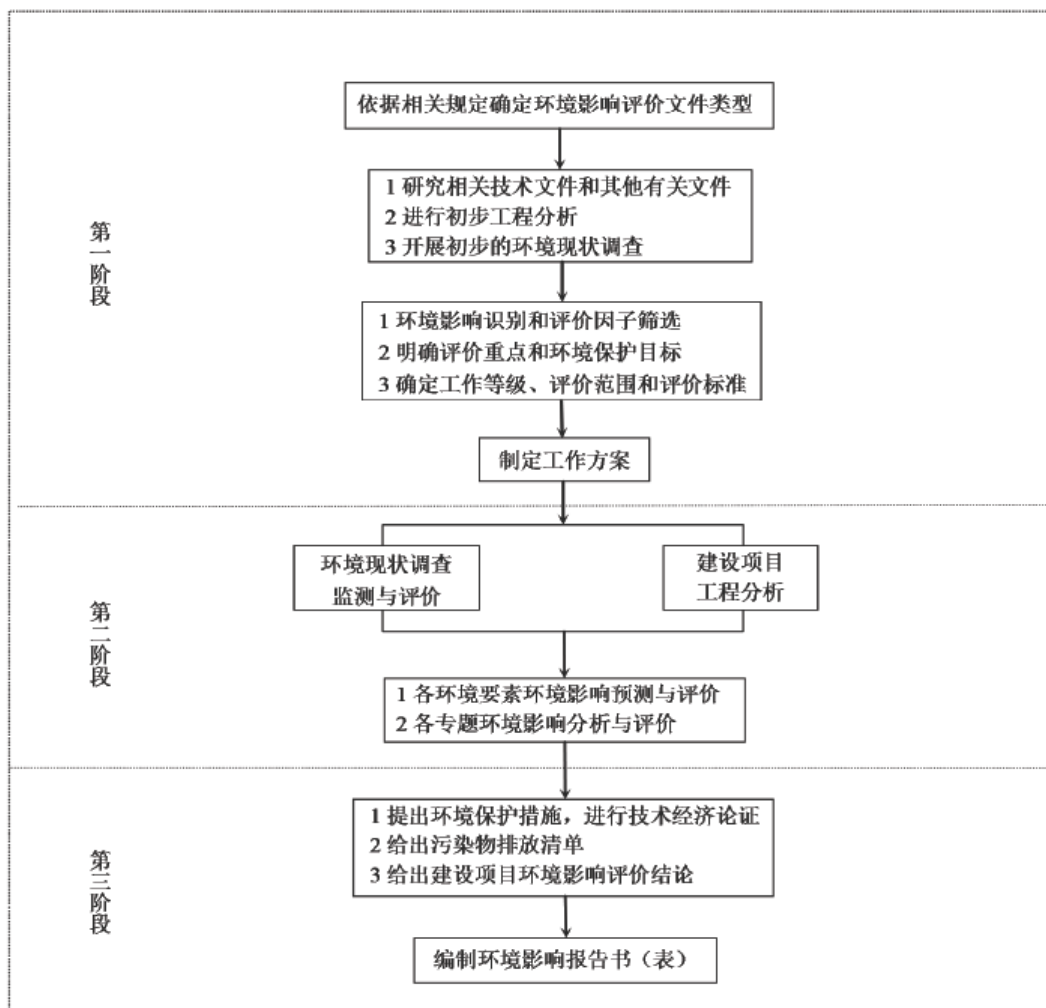 依据相关规定确定环境影响评价文件类型
1 研究相关技术文件和其他有关文件
2 进行初步工程分析
3 开展初步的环境现状调查
第一阶段
1 环境影响识别和评价因子筛选
2 明确评价重点和环境保护目标
3 确定工作等级、评价范围和评价标准
制定工作方案
环境现状调查
监测与评价
建设项目
工程分析
第二阶段
1 各环境要素环境影响预测与评价
2 各专题环境影响分析与评价
1 提出环境保护措施，进行技术经济论证
2 给出污染物排放清单
3 给出建设项目环境影响评价结论
第三阶段
编制环境影响报告书（表）